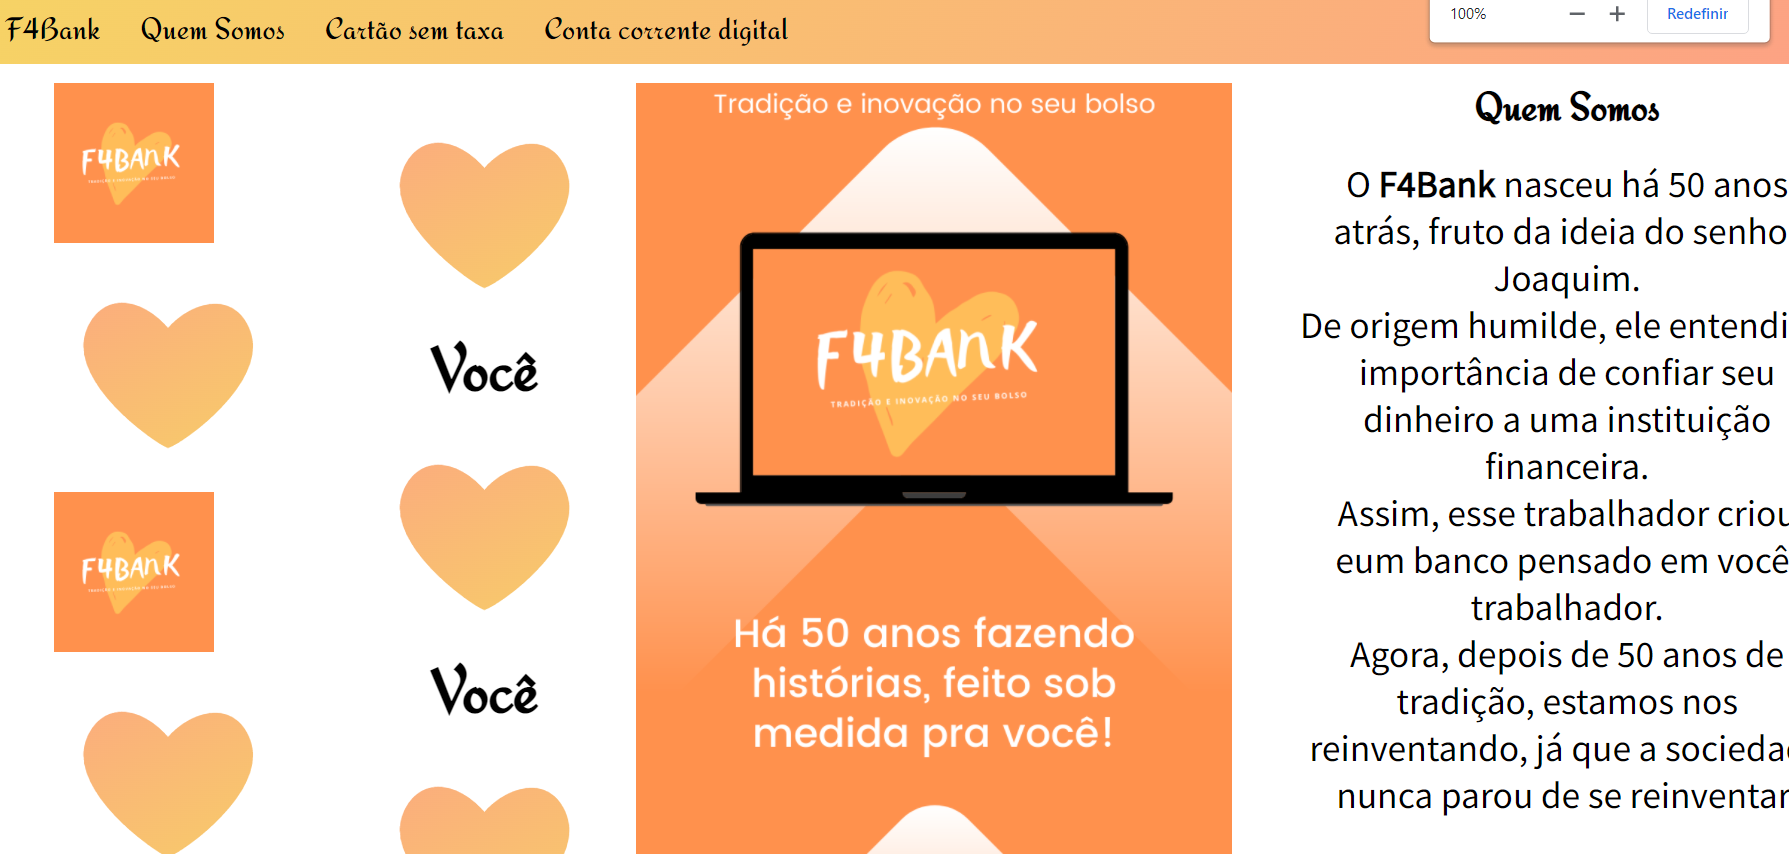 F4Bank Quem Somos Cartão sem taxa Conta corrente digital
100% Redefinir
F4BANK
TRADIÇÃO E INOVAÇÃO NO SEU BOLSO
F4BANK
TRADIÇÃO E INOVAÇÃO NO SEU BOLSO
Você
Você
Tradição e inovação no seu bolso
F4BANK
TRADIÇÃO E INOVAÇÃO NO SEU BOLSO
Há 50 anos fazendo
histórias, feito sob
medida pra você!
Quem Somos
O F4Bank nasceu há 50 anos
atrás, fruto da ideia do senho
Joaquim.
De origem humilde, ele entendi
importância de confiar seu
dinheiro a uma instituição
financeira.
Assim, esse trabalhador criou
eum banco pensado em você
trabalhador.
Agora, depois de 50 anos de
tradição, estamos nos
reinventando, já que a socieda
nunca parou de se reinventar